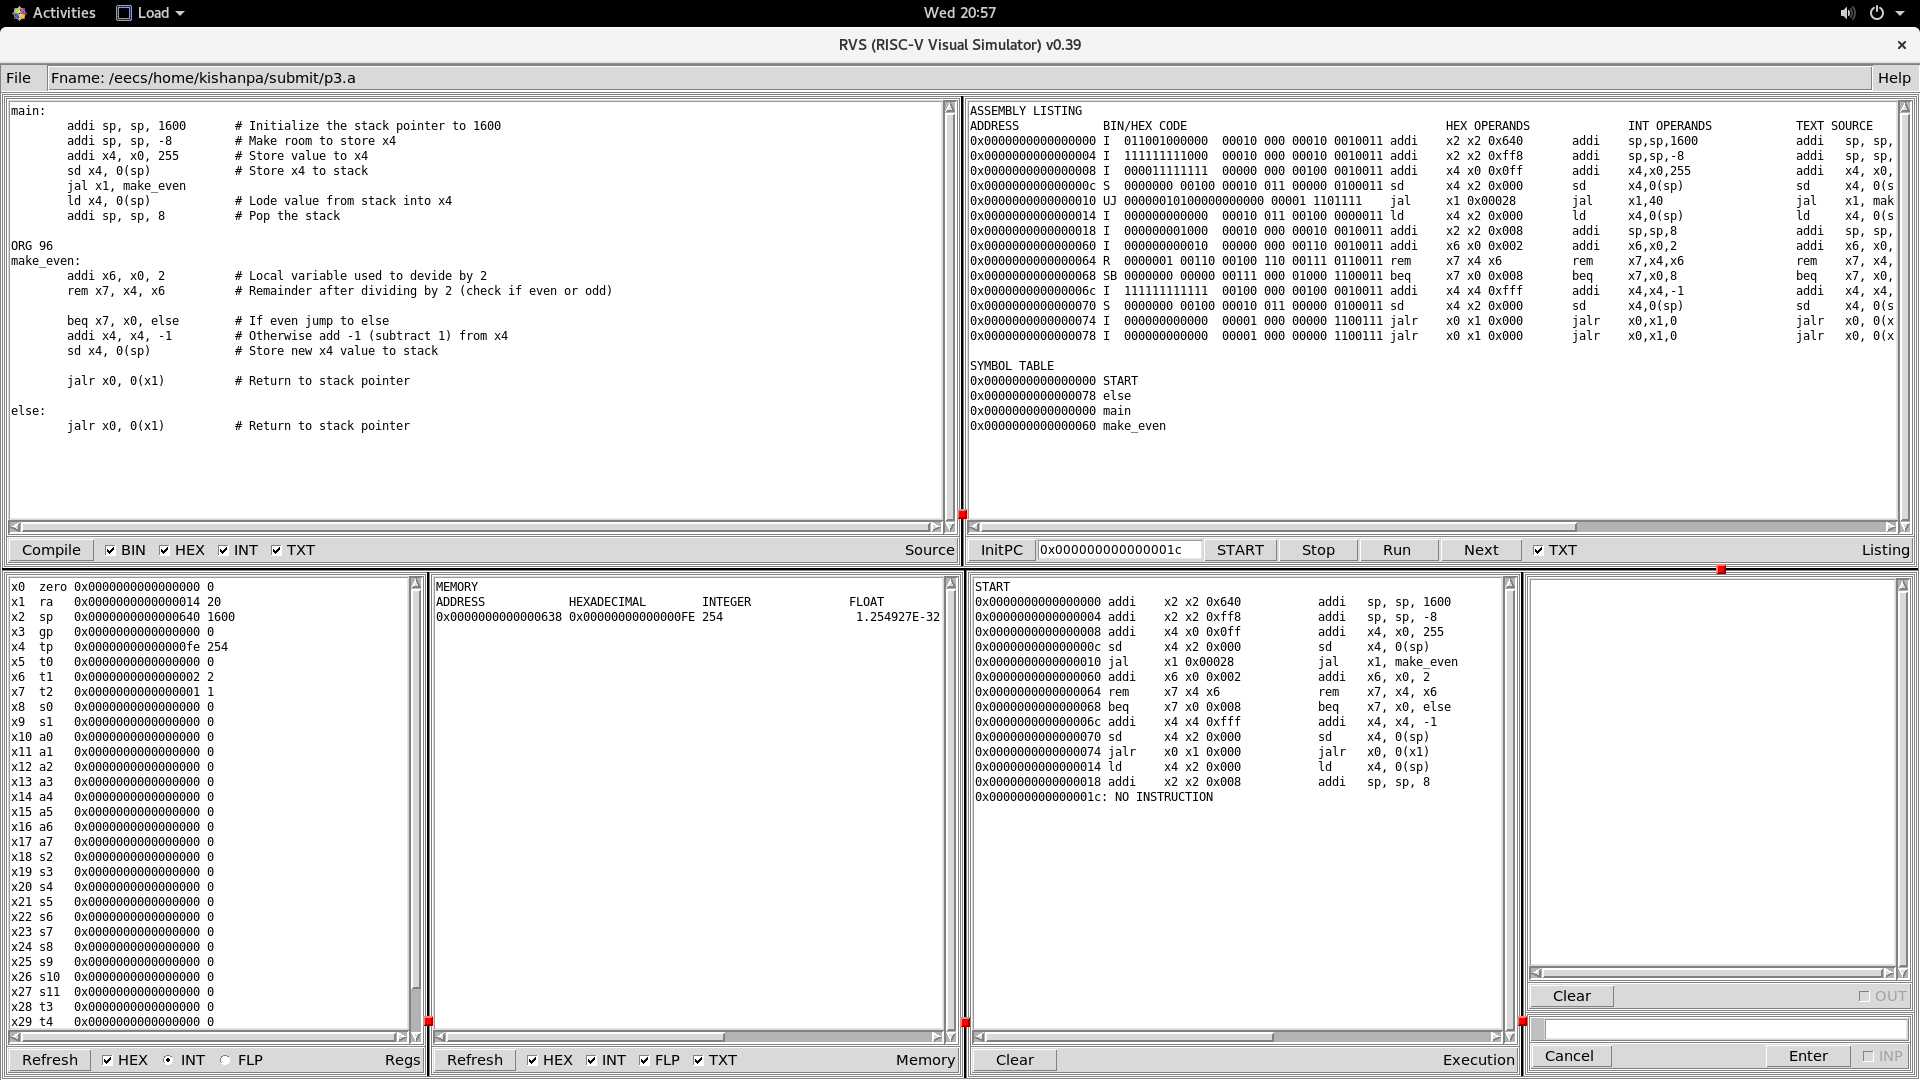 Activities Load Wed 20:57
RVS (RISC-V Visual Simulator) v0.39 ×
File Fname: /eecs/home/kishanpa/submit/p3.a Help
main:
addi sp, sp, 1600 # Initialize the stack pointer to 1600
addi sp, sp, -8 # Make room to store x4
addi x4, x0, 255 # Store value to x4
sd x4, 0(sp) # Store x4 to stack
jal x1, make_even
ld x4, 0(sp) # Lode value from stack into x4
addi sp, sp, 8 # Pop the stack
ORG 96
make_even:
addi x6, x0, 2 # Local variable used to devide by 2
rem x7, x4, x6 # Remainder after dividing by 2 (check if even or odd)
beq x7, x0, else # If even jump to else
addi x4, x4, -1 # Otherwise add -1 (subtract 1) from x4
sd x4, 0(sp) # Store new x4 value to stack
jalr x0, 0(x1) # Return to stack pointer
else:
jalr x0, 0(x1) # Return to stack pointer
Compile BIN HEX INT TXT Source
ASSEMBLY LISTING
ADDRESS BIN/HEX CODE HEX OPERANDS INT OPERANDS TEXT SOURCE
0x0000000000000000 I 011001000000 00010 000 00010 0010011 addi x2 x2 0x640 addi sp,sp,1600 addi sp, sp,
0x0000000000000004 I 111111111000 00010 000 00010 0010011 addi x2 x2 0xff8 addi sp,sp,-8 addi sp, sp,
0x0000000000000008 I 000011111111 00000 000 00100 0010011 addi x4 x0 0x0ff addi x4,x0,255 addi x4, x0,
0x000000000000000c S 0000000 00100 00010 011 00000 0100011 sd x4 x2 0x000 sd x4,0(sp) sd x4, 0(s
0x0000000000000010 UJ 00000010100000000000 00001 1101111 jal x1 0x00028 jal x1,40 jal x1, mak
0x0000000000000014 I 000000000000 00010 011 00100 0000011 ld x4 x2 0x000 ld x4,0(sp) ld x4, 0(s
0x0000000000000018 I 000000001000 00010 000 00010 0010011 addi x2 x2 0x008 addi sp,sp,8 addi sp, sp,
0x0000000000000060 I 000000000010 00000 000 00110 0010011 addi x6 x0 0x002 addi x6,x0,2 addi x6, x0,
0x0000000000000064 R 0000001 00110 00100 110 00111 0110011 rem x7 x4 x6 rem x7,x4,x6 rem x7, x4,
0x0000000000000068 SB 0000000 00000 00111 000 01000 1100011 beq x7 x0 0x008 beq x7,x0,8 beq x7, x0,
0x000000000000006c I 111111111111 00100 000 00100 0010011 addi x4 x4 0xfff addi x4,x4,-1 addi x4, x4,
0x0000000000000070 S 0000000 00100 00010 011 00000 0100011 sd x4 x2 0x000 sd x4,0(sp) sd x4, 0(s
0x0000000000000074 I 000000000000 00001 000 00000 1100111 jalr x0 x1 0x000 jalr x0,x1,0 jalr x0, 0(x
0x0000000000000078 I 000000000000 00001 000 00000 1100111 jalr x0 x1 0x000 jalr x0,x1,0 jalr x0, 0(x
SYMBOL TABLE
0x0000000000000000 START
0x0000000000000078 else
0x0000000000000000 main
0x0000000000000060 make_even
InitPC 0x000000000000001c START Stop Run Next TXT Listing
x0 zero 0x0000000000000000 0
x1 ra 0x0000000000000014 20
x2 sp 0x0000000000000640 1600
x3 gp 0x0000000000000000 0
x4 tp 0x00000000000000fe 254
x5 t0 0x0000000000000000 0
x6 t1 0x0000000000000002 2
x7 t2 0x0000000000000001 1
x8 s0 0x0000000000000000 0
x9 s1 0x0000000000000000 0
x10 a0 0x0000000000000000 0
x11 a1 0x0000000000000000 0
x12 a2 0x0000000000000000 0
x13 a3 0x0000000000000000 0
x14 a4 0x0000000000000000 0
x15 a5 0x0000000000000000 0
x16 a6 0x0000000000000000 0
x17 a7 0x0000000000000000 0
x18 s2 0x0000000000000000 0
x19 s3 0x0000000000000000 0
x20 s4 0x0000000000000000 0
x21 s5 0x0000000000000000 0
x22 s6 0x0000000000000000 0
x23 s7 0x0000000000000000 0
x24 s8 0x0000000000000000 0
x25 s9 0x0000000000000000 0
x26 s10 0x0000000000000000 0
x27 s11 0x0000000000000000 0
x28 t3 0x0000000000000000 0
x29 t4 0x0000000000000000 0
Refresh HEX INT FLP Regs
MEMORY
ADDRESS HEXADECIMAL INTEGER FLOAT
0x0000000000000638 0x00000000000000FE 254 1.254927E-32
Refresh HEX INT FLP TXT Memory
START
0x0000000000000000 addi x2 x2 0x640 addi sp, sp, 1600
0x0000000000000004 addi x2 x2 0xff8 addi sp, sp, -8
0x0000000000000008 addi x4 x0 0x0ff addi x4, x0, 255
0x000000000000000c sd x4 x2 0x000 sd x4, 0(sp)
0x0000000000000010 jal x1 0x00028 jal x1, make_even
0x0000000000000060 addi x6 x0 0x002 addi x6, x0, 2
0x0000000000000064 rem x7 x4 x6 rem x7, x4, x6
0x0000000000000068 beq x7 x0 0x008 beq x7, x0, else
0x000000000000006c addi x4 x4 0xfff addi x4, x4, -1
0x0000000000000070 sd x4 x2 0x000 sd x4, 0(sp)
0x0000000000000074 jalr x0 x1 0x000 jalr x0, 0(x1)
0x0000000000000014 ld x4 x2 0x000 ld x4, 0(sp)
0x0000000000000018 addi x2 x2 0x008 addi sp, sp, 8
0x000000000000001c: NO INSTRUCTION
Clear Execution
Clear OUT
Cancel Enter INP